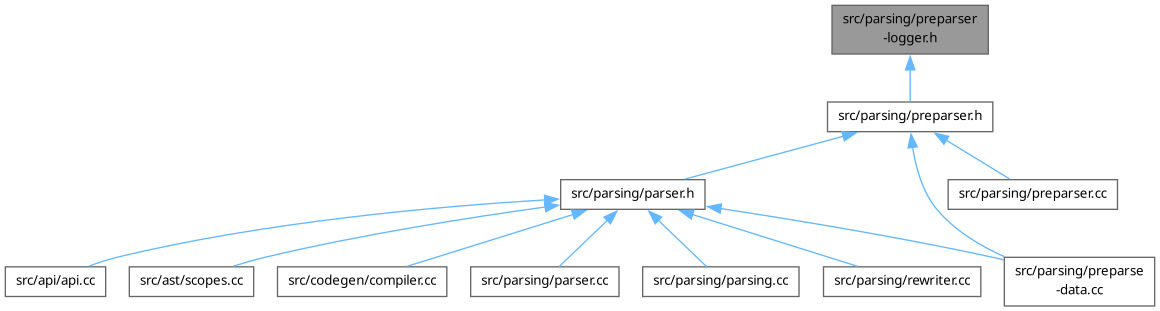 src/parsing/preparser
-logger.h
src/parsing/preparser.h
src/parsing/parser.h
src/parsing/preparser.cc
src/api/api.cc
src/ast/scopes.cc
src/codegen/compiler.cc
src/parsing/parser.cc
src/parsing/parsing.cc
src/parsing/rewriter.cc
src/parsing/preparse
-data.cc